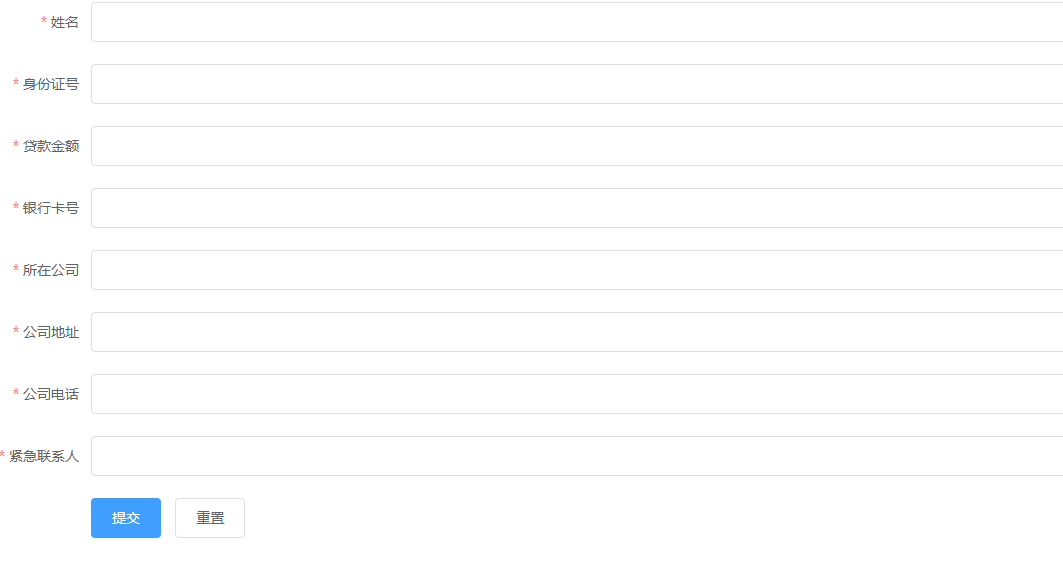 * 姓名
* 身份证号
* 贷款金额
* 银行卡号
* 所在公司
* 公司地址
* 公司电话
* 紧急联系人
提交 重置